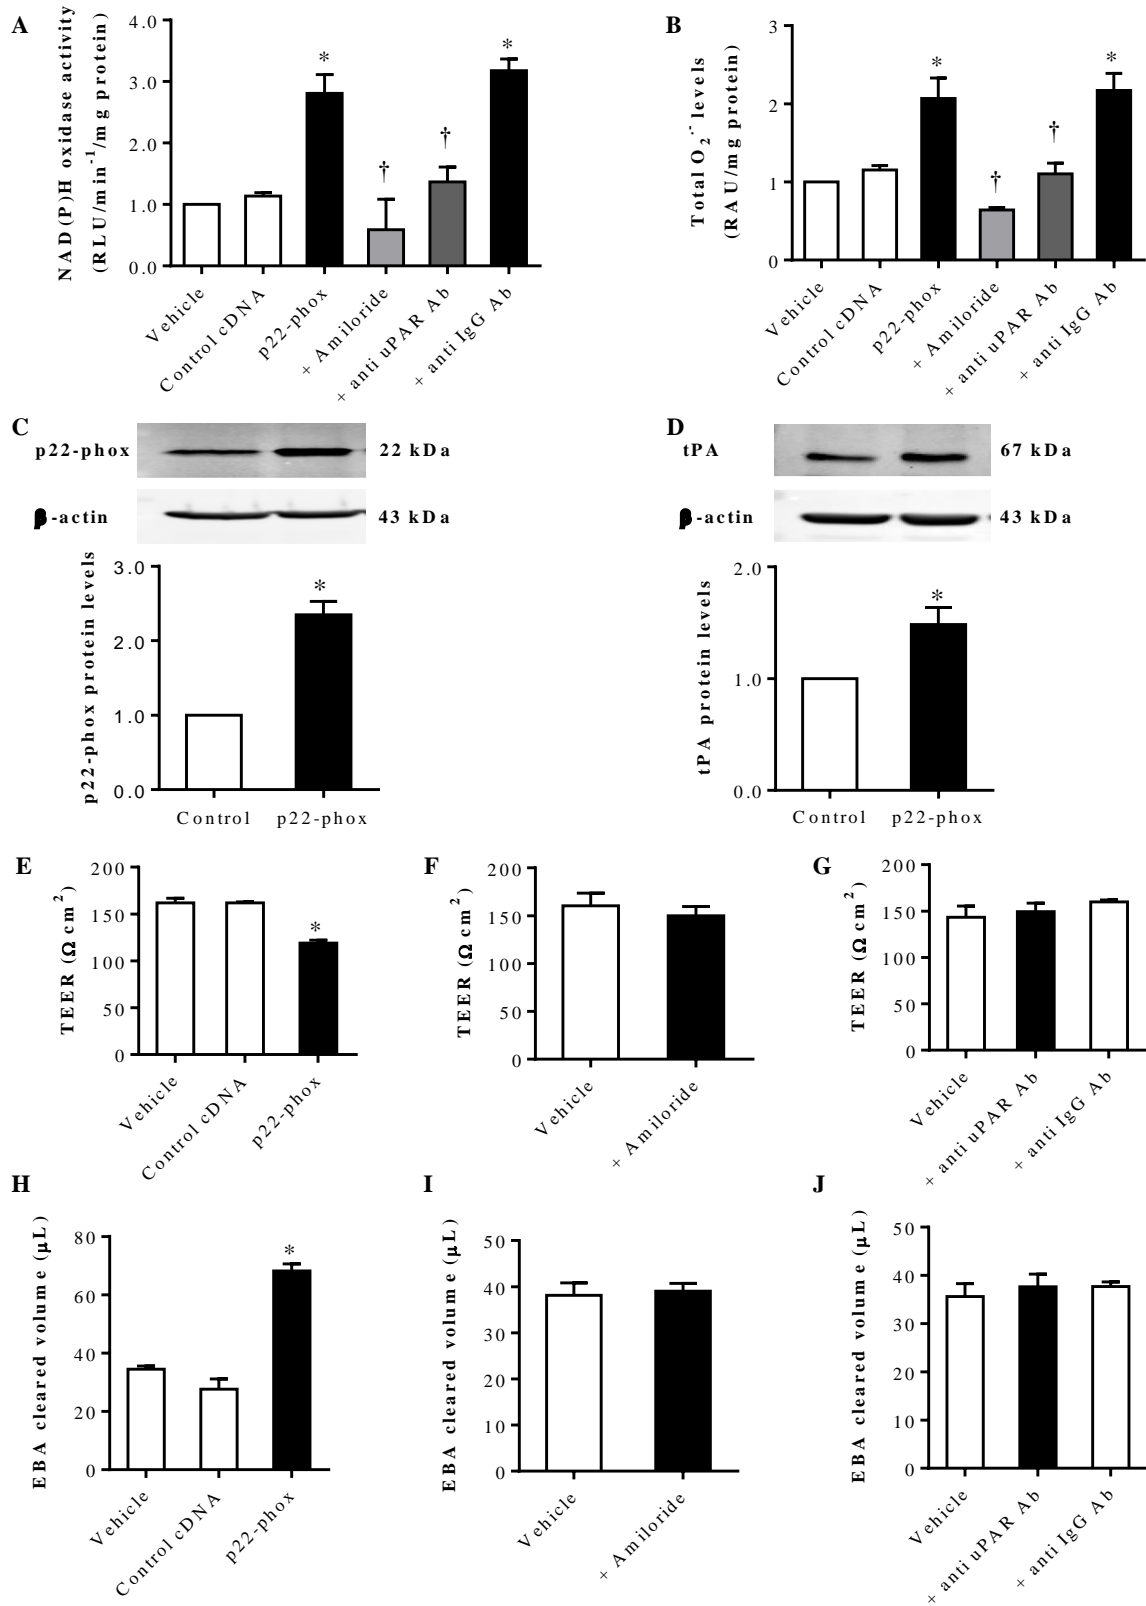 A
NAD(P)H oxidase activity
(RLU/min⁻¹/mg protein)
4.0
3.0
2.0
1.0
0.0
*
†
†
*
Vehicle
Control cDNA
p22-phox
+ Amiloride
+ anti uPAR Ab
+ anti IgG Ab
B
Total O₂˙⁻ levels
(RAU/mg protein)
3
2
1
0
*
†
†
*
Vehicle
Control cDNA
p22-phox
+ Amiloride
+ anti uPAR Ab
+ anti IgG Ab
C
p22-phox 22 kDa
β-actin 43 kDa
p22-phox protein levels
3.0
2.0
1.0
0.0
*
Control p22-phox
D
tPA 67 kDa
β-actin 43 kDa
tPA protein levels
2.0
1.0
0.0
*
Control p22-phox
E
TEER (Ω cm²)
200
150
100
50
0
*
Vehicle
Control cDNA
p22-phox
F
TEER (Ω cm²)
200
150
100
50
0
Vehicle
+ Amiloride
G
TEER (Ω cm²)
200
150
100
50
0
Vehicle
+ anti uPAR Ab
+ anti IgG Ab
H
EBA cleared volume (µL)
80
60
40
20
0
*
Vehicle
Control cDNA
p22-phox
I
EBA cleared volume (µL)
50
40
30
20
10
0
Vehicle
+ Amiloride
J
EBA cleared volume (µL)
50
40
30
20
10
0
Vehicle
+ anti uPAR Ab
+ anti IgG Ab